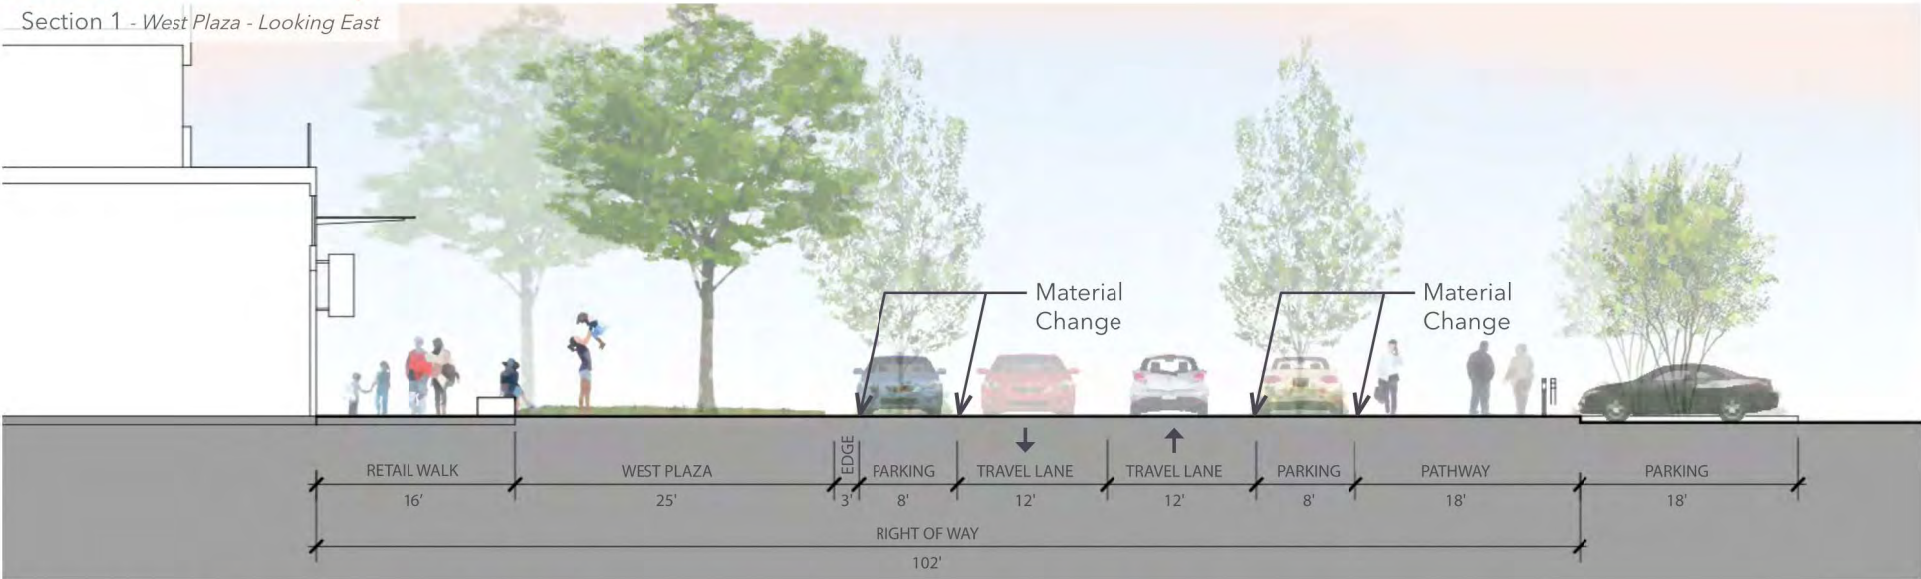 Section 1 - West Plaza - Looking East
Material
Change
Material
Change
RETAIL WALK
WEST PLAZA
EDGE
PARKING
TRAVEL LANE
TRAVEL LANE
PARKING
PATHWAY
PARKING
16'
25'
3'
8'
12'
12'
8'
18'
18'
RIGHT OF WAY
102'